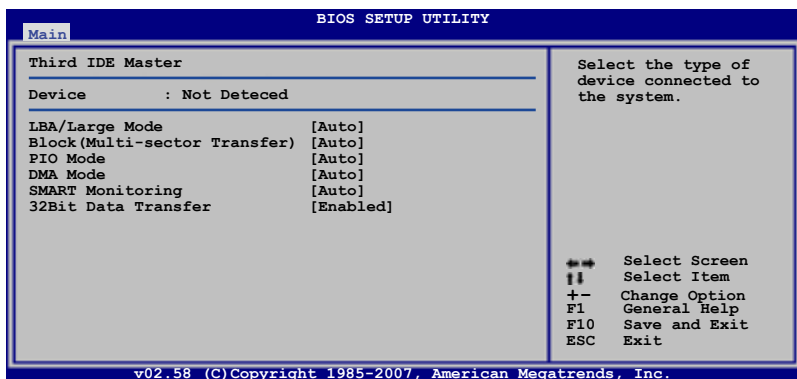 BIOS SETUP UTILITY
Main
Third IDE Master
Device : Not Deteced
LBA/Large Mode [Auto]
Block(Multi-sector Transfer) [Auto]
PIO Mode [Auto]
DMA Mode [Auto]
SMART Monitoring [Auto]
32Bit Data Transfer [Enabled]
Select the type of
device connected to
the system.
←→ Select Screen
↑↓ Select Item
+- Change Option
F1 General Help
F10 Save and Exit
ESC Exit
v02.58 (C)Copyright 1985-2007, American Megatrends, Inc.